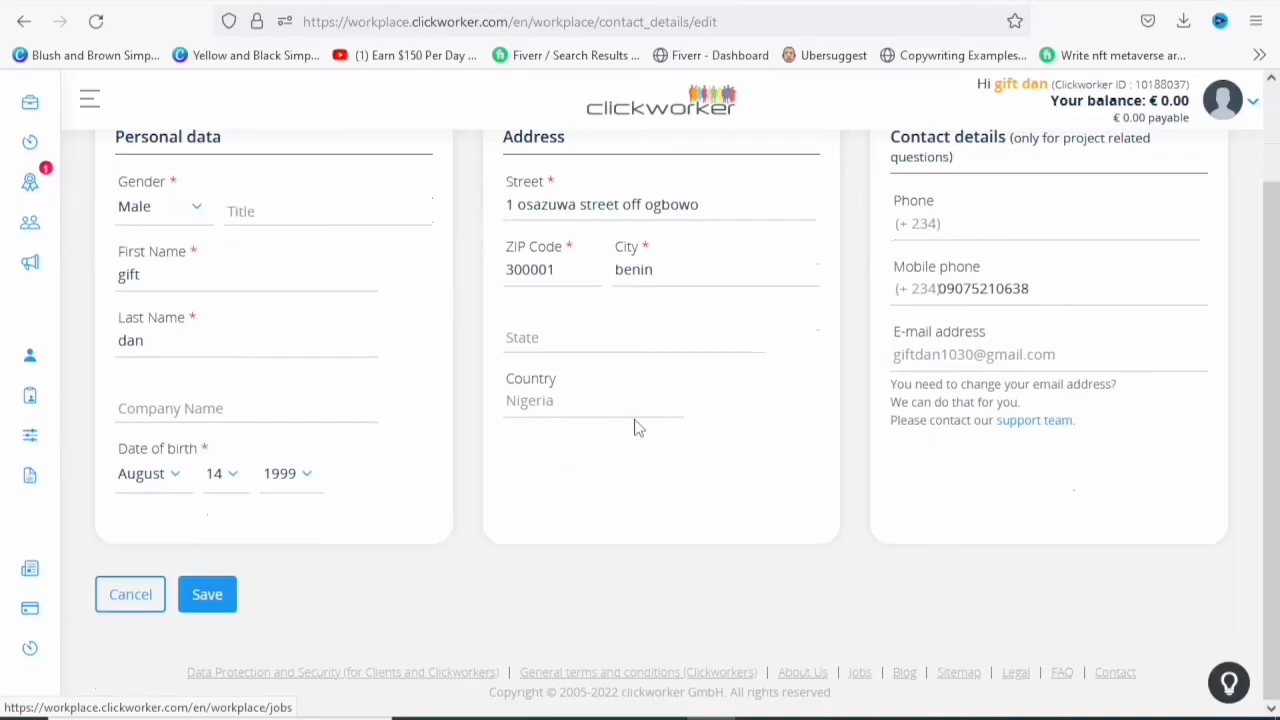 https://workplace.clickworker.com/en/workplace/contact_details/edit
Blush and Brown Simp... Yellow and Black Simp... (1) Earn $150 Per Day ... Fiverr / Search Results ... Fiverr - Dashboard Ubersuggest Copywriting Examples... Write nft metaverse ar...
clickworker
Hi gift dan (Clickworker ID : 10188037)
Your balance: € 0.00
€ 0.00 payable
1
Personal data
Gender *
Male Title
First Name *
gift
Last Name *
dan
Company Name
Date of birth *
August 14 1999
Address
Street *
1 osazuwa street off ogbowo
ZIP Code * City *
300001 benin
State
Country
Nigeria
Contact details (only for project related
questions)
Phone
(+ 234)
Mobile phone
(+ 234)09075210638
E-mail address
giftdan1030@gmail.com
You need to change your email address?
We can do that for you.
Please contact our support team.
Cancel Save
Data Protection and Security (for Clients and Clickworkers) | General terms and conditions (Clickworkers) | About Us | Jobs | Blog | Sitemap | Legal | FAQ | Contact
Copyright © 2005-2022 clickworker GmbH. All rights reserved
https://workplace.clickworker.com/en/workplace/jobs